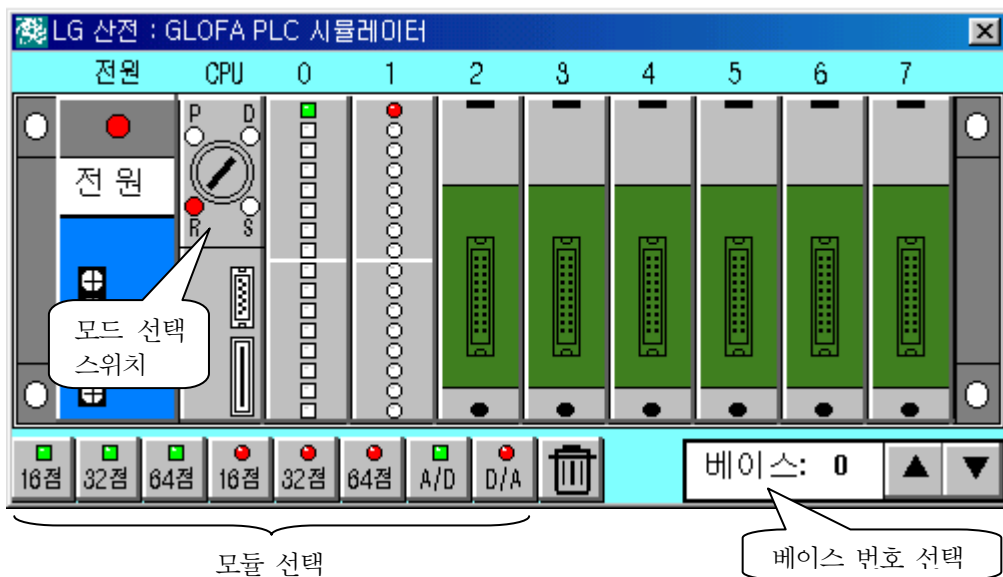 LG 산전 : GLOFA PLC 시뮬레이터
전원 CPU 0 1 2 3 4 5 6 7
P D
전 원
R S
모드 선택
스위치
16점 32점 64점 16점 32점 64점 A/D D/A 베이스: 0
모듈 선택
베이스 번호 선택